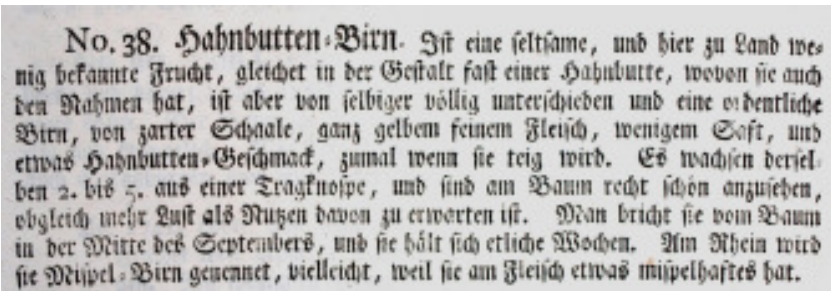 No. 38. Hahnbutten-Birn. Ist eine seltsame, und hier zu Land we-
nig bekannte Frucht, gleichet in der Gestalt fast einer Hahnbutte, wovon sie auch
den Nahmen hat, ist aber von selbiger völlig unterschieden und eine ordentliche
Birn, von zarter Schaale, ganz gelbem feinem Fleisch, wenigem Saft, und
etwas Hahnbutten-Geschmack, zumal wenn sie teig wird. Es wachsen dersel-
ben 2. bis 5. aus einer Tragknospe, und sind am Baum recht schön anzusehen,
obgleich mehr Lust als Nutzen davon zu erwarten ist. Man bricht sie vom Baum
in der Mitte des Septembers, und sie hält sich etliche Wochen. Am Rhein wird
sie Mispel-Birn genennet, vielleicht, weil sie am Fleisch etwas mispelhaftes hat.